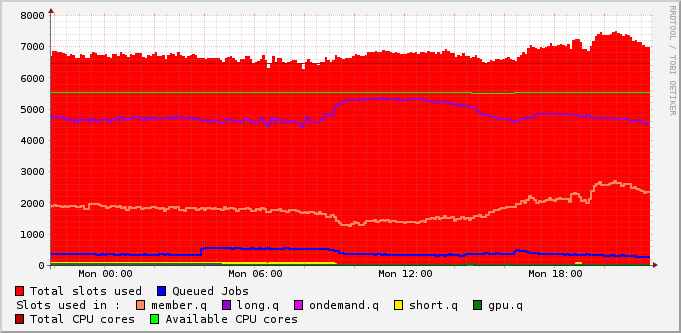 RRDTOOL / TOBI OETIKER
8000
7000
6000
5000
4000
3000
2000
1000
0
Mon 00:00 Mon 06:00 Mon 12:00 Mon 18:00
Total slots used Queued Jobs
Slots used in : member.q long.q ondemand.q short.q gpu.q
Total CPU cores Available CPU cores